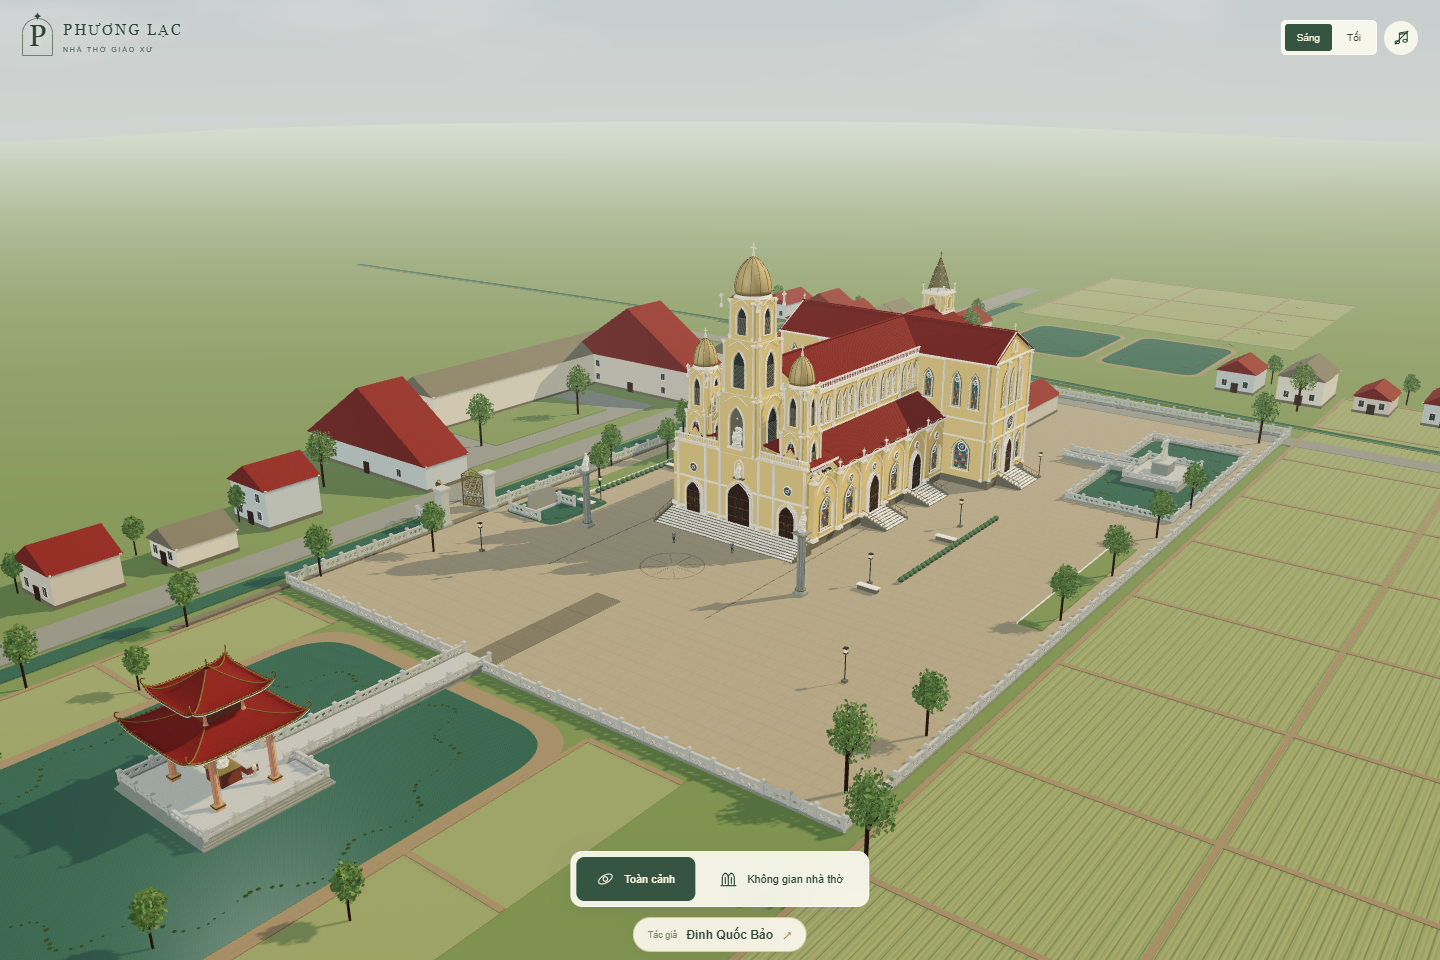 P
PHƯƠNG LẠC
NHÀ THỜ GIÁO XỨ
Sáng
Tối
Toàn cảnh
Không gian nhà thờ
Tác giả Đinh Quốc Bảo ↗